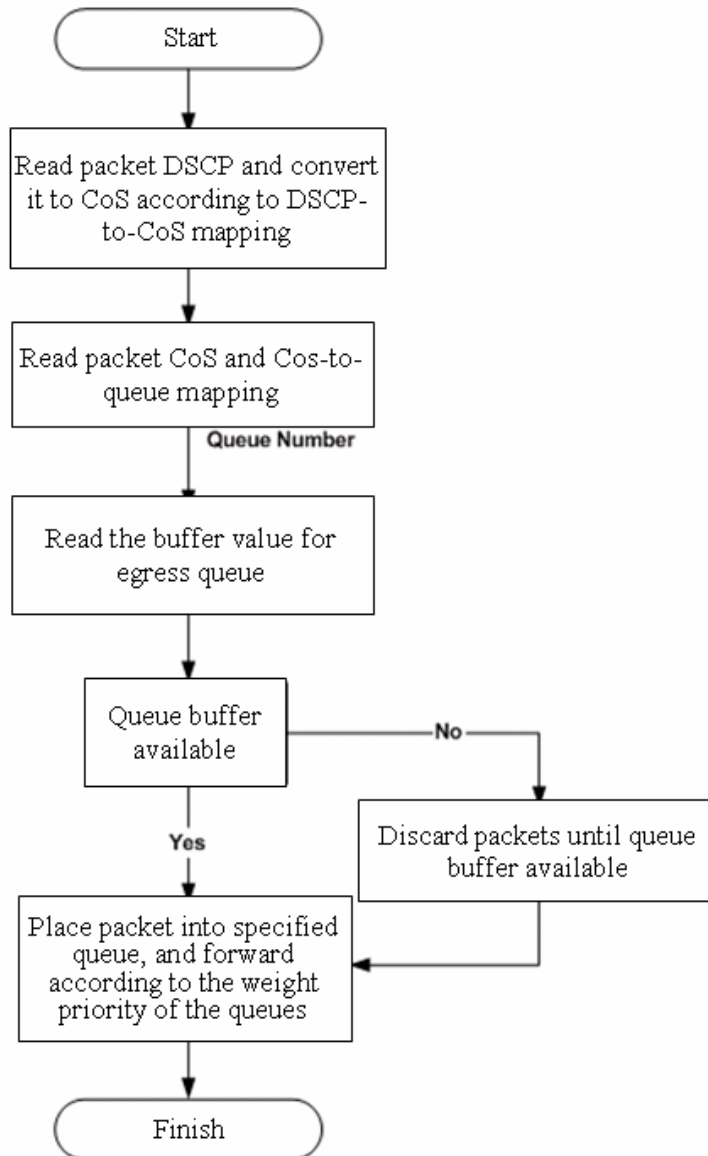 Start
Read packet DSCP and convert
it to CoS according to DSCP-
to-CoS mapping
Read packet CoS and Cos-to-
queue mapping
Queue Number
Read the buffer value for
egress queue
Queue buffer
available
No
Yes
Discard packets until queue
buffer available
Place packet into specified
queue, and forward
according to the weight
priority of the queues
Finish